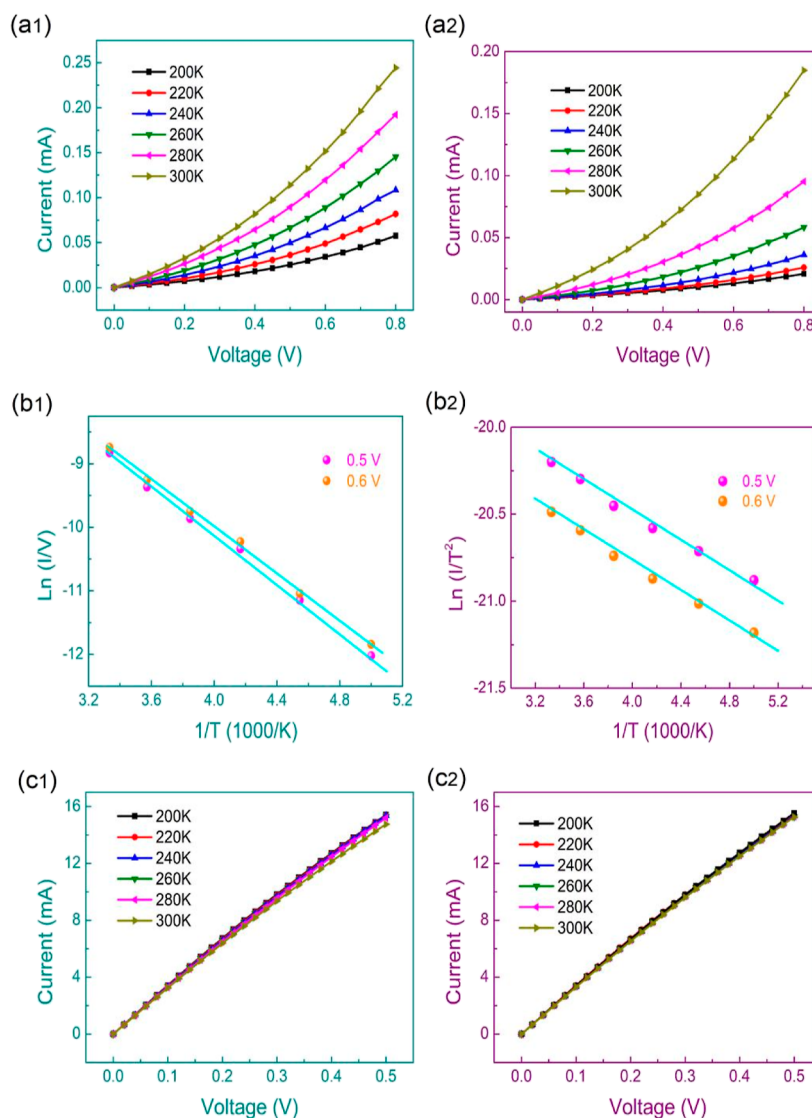 (a1)
0.25
0.20
0.15
0.10
0.05
0.00
Current (mA)
200K
220K
240K
260K
280K
300K
0.0 0.2 0.4 0.6 0.8
Voltage (V)
(a2)
0.20
0.15
0.10
0.05
0.00
Current (mA)
200K
220K
240K
260K
280K
300K
0.0 0.2 0.4 0.6 0.8
Voltage (V)
(b1)
-9
-10
-11
-12
Ln (I/V)
0.5 V
0.6 V
3.2 3.6 4.0 4.4 4.8 5.2
1/T (1000/K)
(b2)
-20.0
-20.5
-21.0
-21.5
Ln (I/T²)
0.5 V
0.6 V
3.2 3.6 4.0 4.4 4.8 5.2
1/T (1000/K)
(c1)
16
12
8
4
0
Current (mA)
200K
220K
240K
260K
280K
300K
0.0 0.1 0.2 0.3 0.4 0.5
Voltage (V)
(c2)
16
12
8
4
0
Current (mA)
200K
220K
240K
260K
280K
300K
0.0 0.1 0.2 0.3 0.4 0.5
Voltage (V)